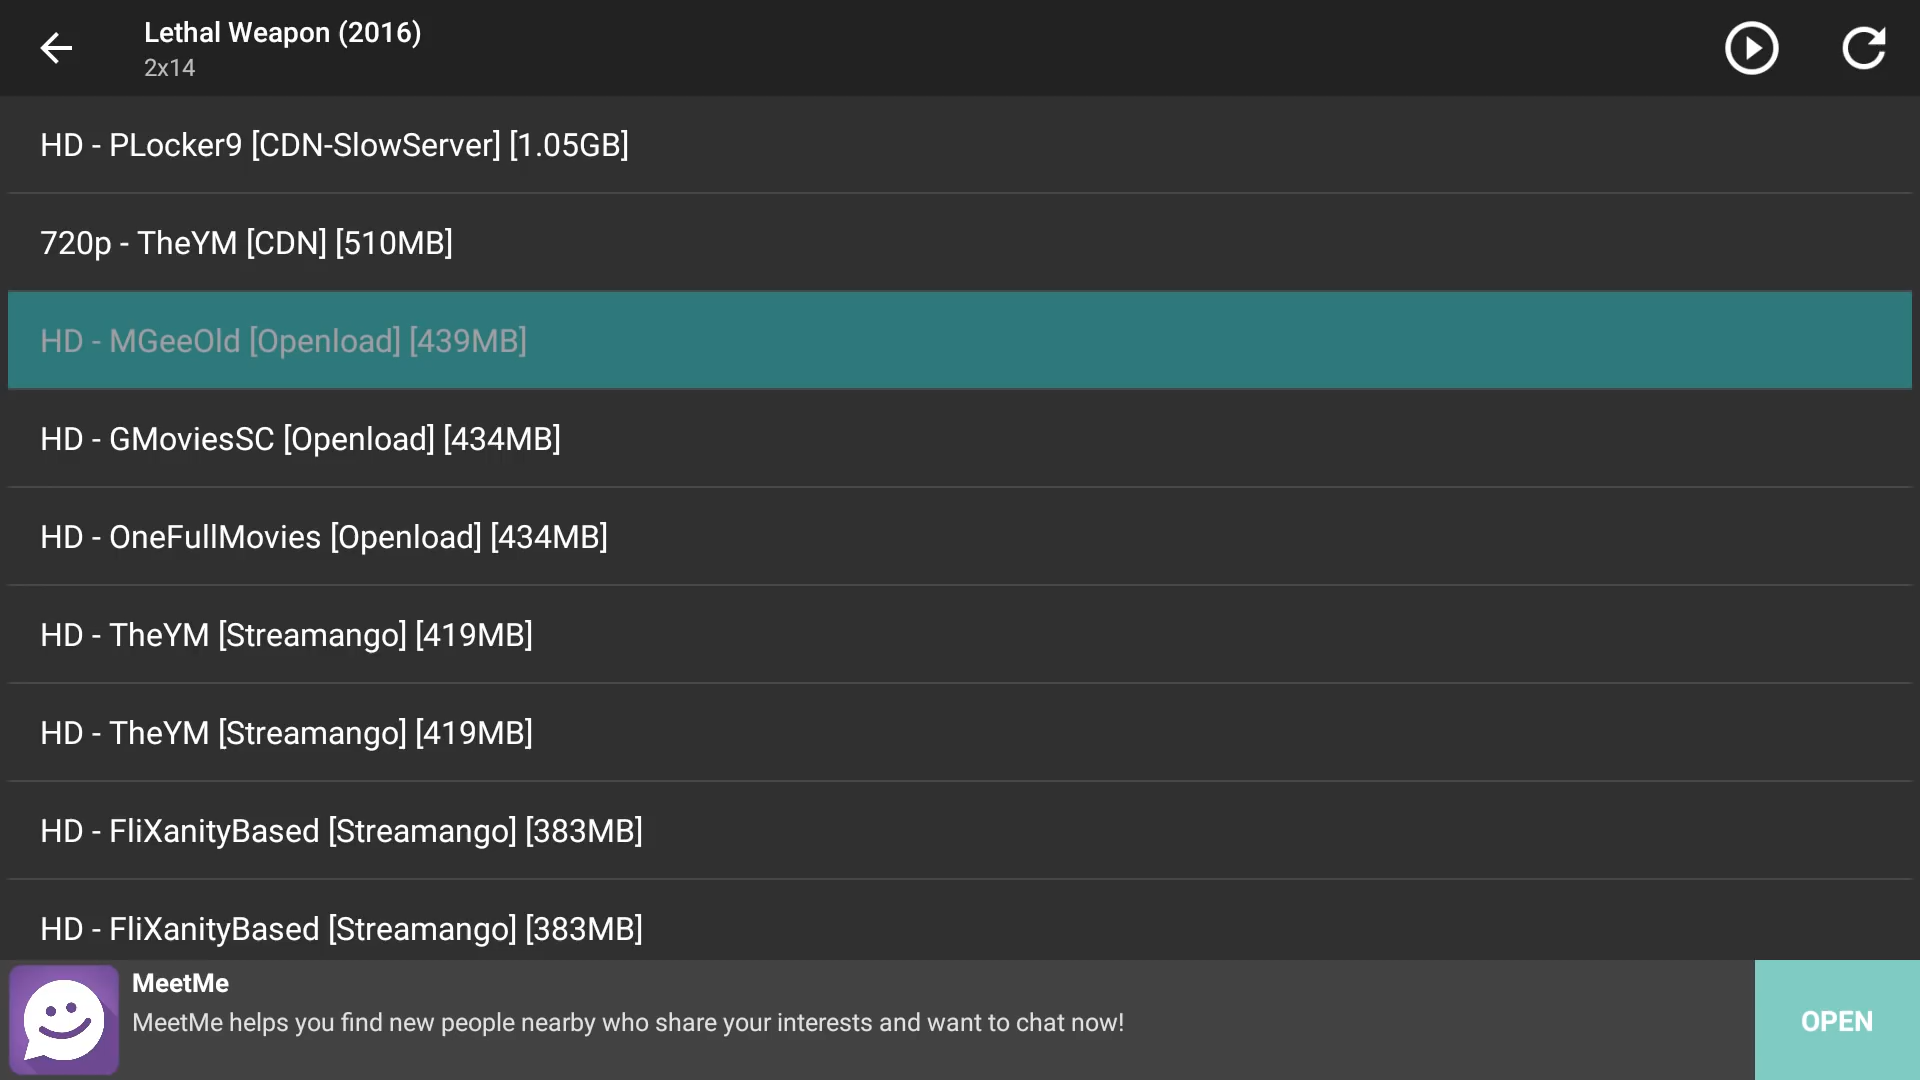 Lethal Weapon (2016)
2x14
HD - PLocker9 [CDN-SlowServer] [1.05GB]
720p - TheYM [CDN] [510MB]
HD - MGeeOld [Openload] [439MB]
HD - GMoviesSC [Openload] [434MB]
HD - OneFullMovies [Openload] [434MB]
HD - TheYM [Streamango] [419MB]
HD - TheYM [Streamango] [419MB]
HD - FliXanityBased [Streamango] [383MB]
HD - FliXanityBased [Streamango] [383MB]
MeetMe
MeetMe helps you find new people nearby who share your interests and want to chat now!
OPEN